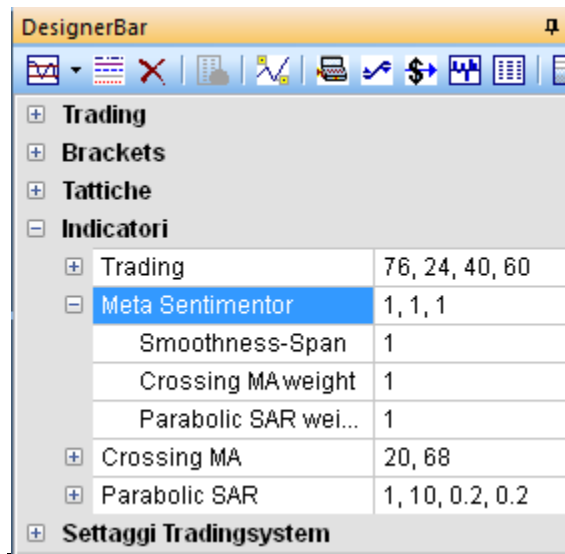 DesignerBar
Trading
Brackets
Tattiche
Indicatori
Trading 76, 24, 40, 60
Meta Sentimentor 1, 1, 1
Smoothness-Span 1
Crossing MA weight 1
Parabolic SAR wei... 1
Crossing MA 20, 68
Parabolic SAR 1, 10, 0.2, 0.2
Settaggi Tradingsystem